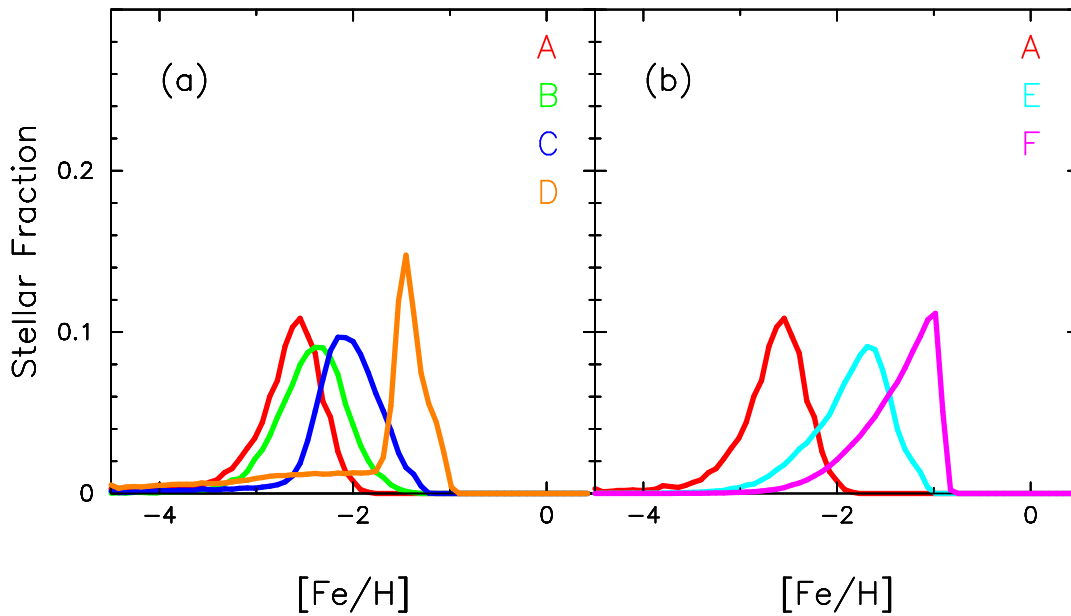 (a)
A
B
C
D
(b)
A
E
F
Stellar Fraction
0.2
0.1
0
−4
−2
0
−4
−2
0
[Fe/H]
[Fe/H]